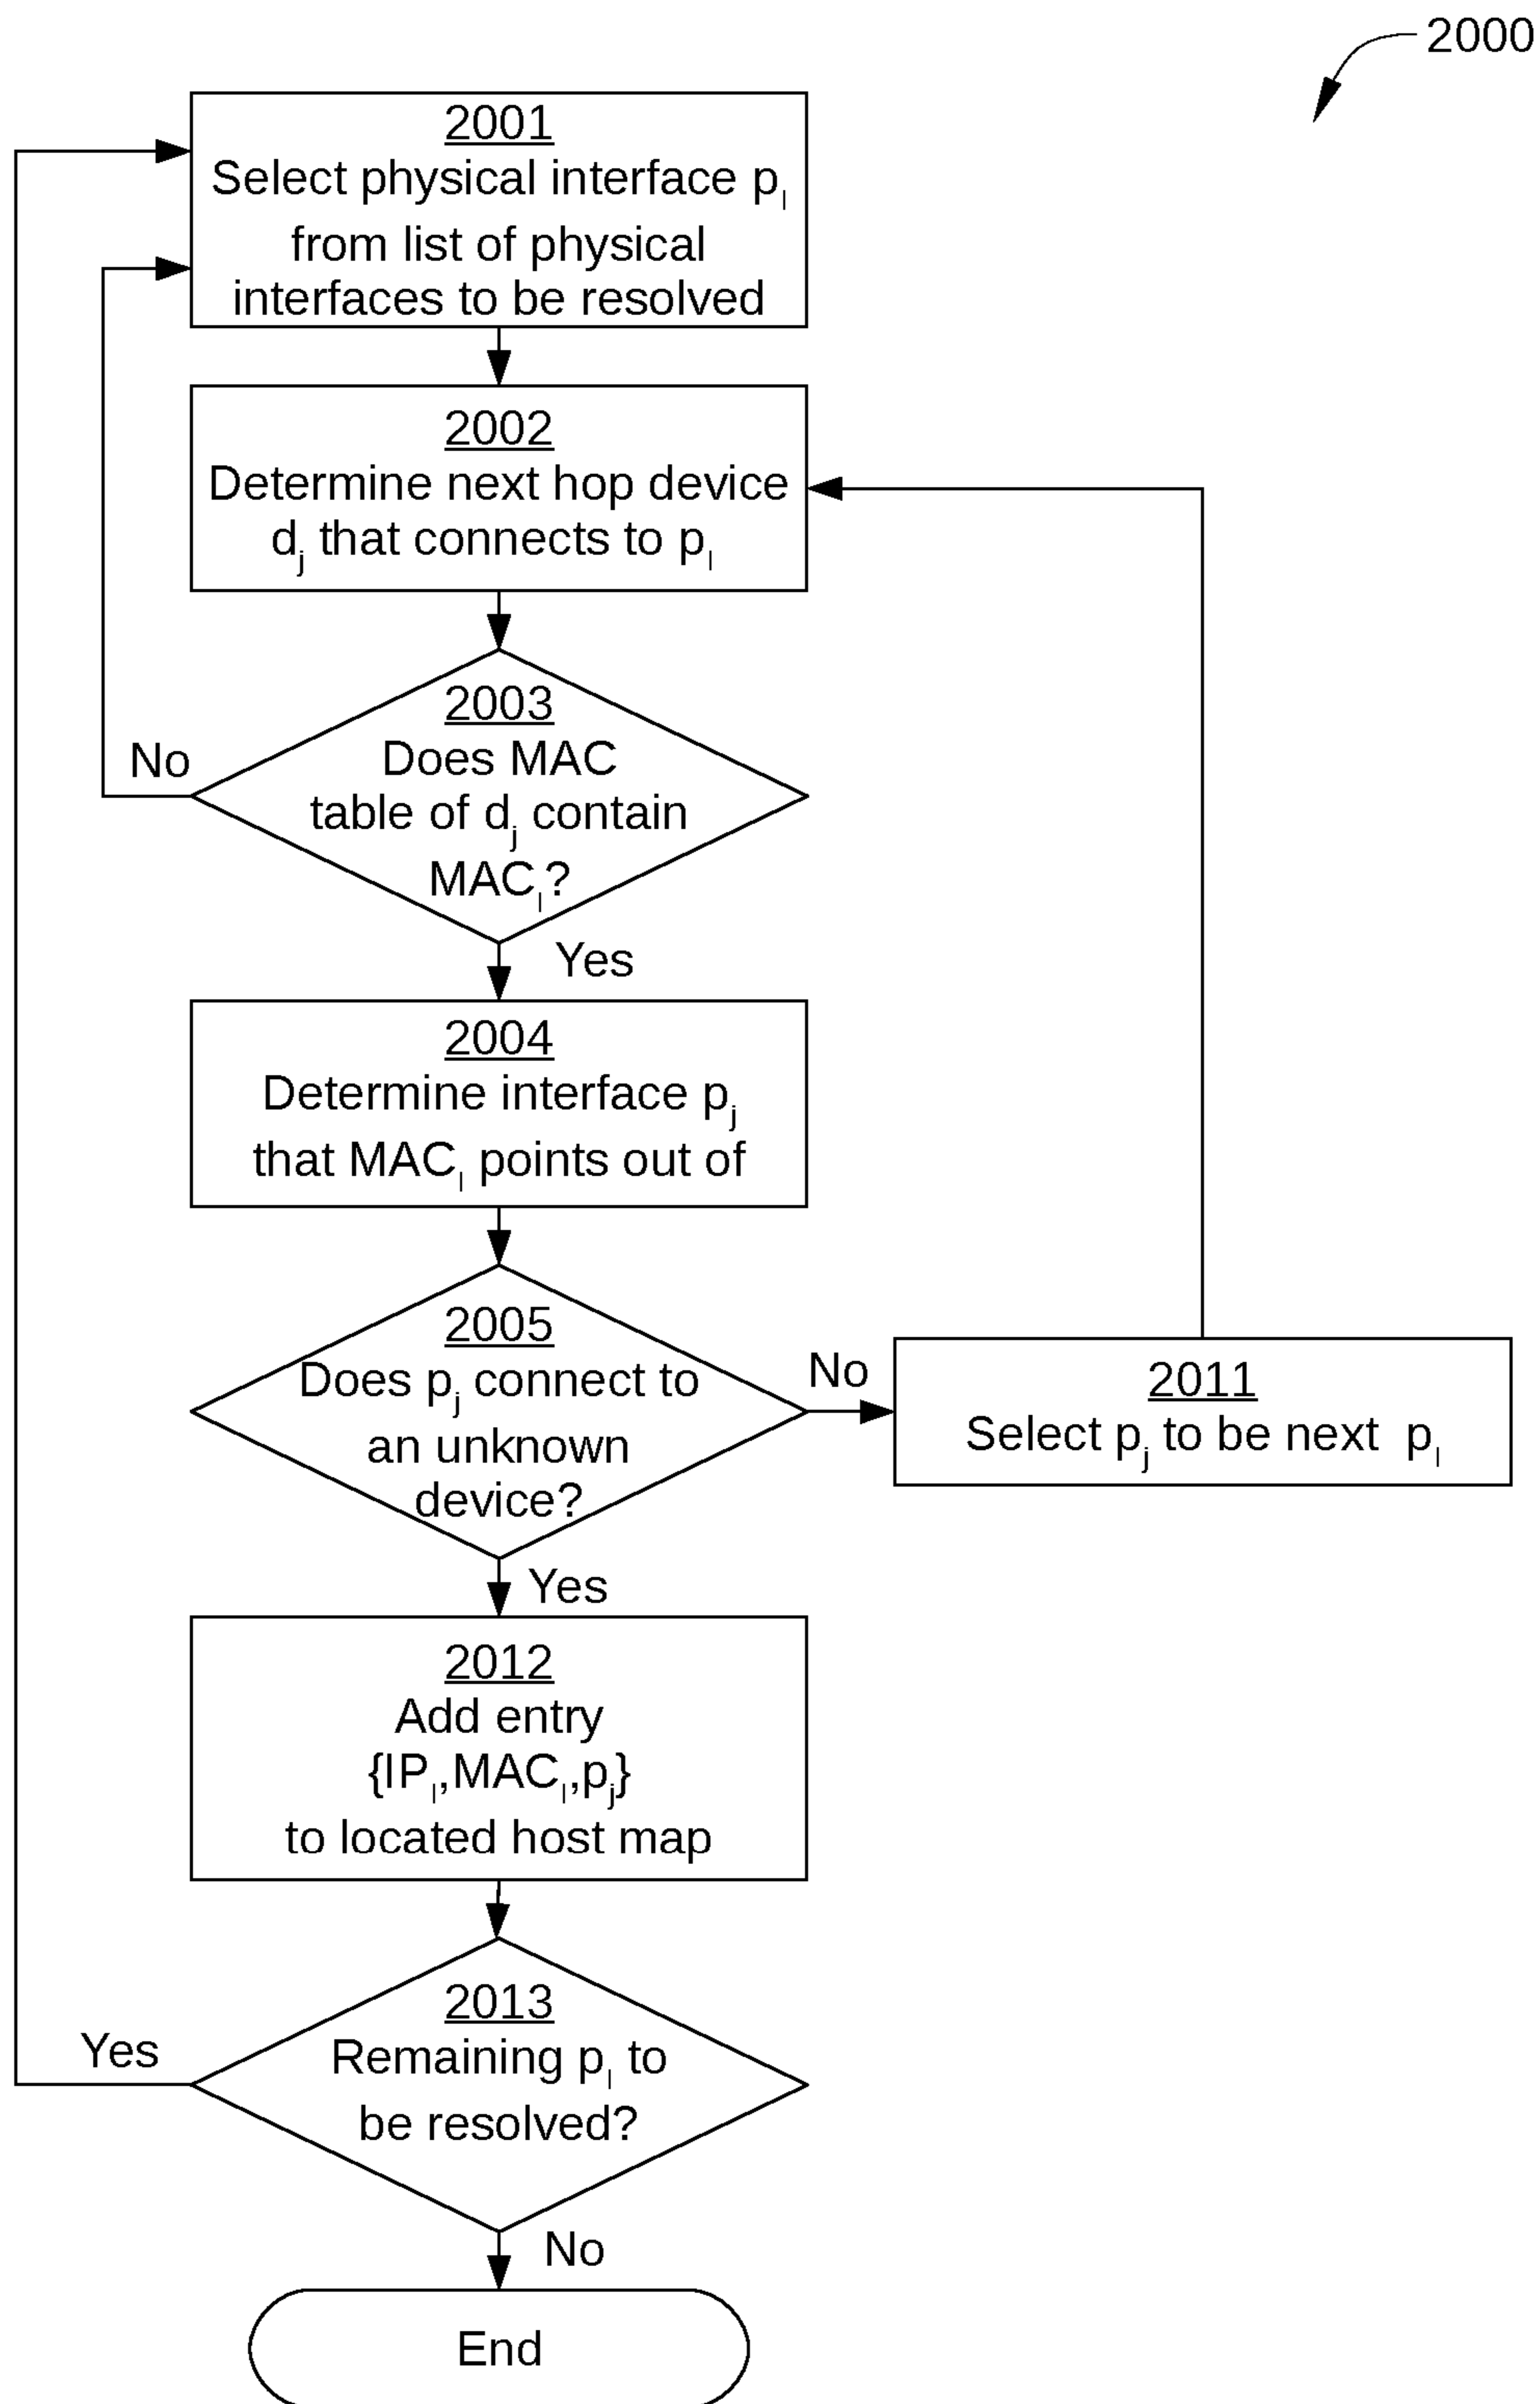 2000
2001
Select physical interface pₗ
from list of physical
interfaces to be resolved
2002
Determine next hop device
dⱼ that connects to pₗ
2003
Does MAC
table of dⱼ contain
MACₗ?
No
Yes
2004
Determine interface pⱼ
that MACₗ points out of
2005
Does pⱼ connect to
an unknown
device?
No
2011
Select pⱼ to be next pₗ
Yes
2012
Add entry
{IPₗ,MACₗ,pⱼ}
to located host map
2013
Remaining pₗ to
be resolved?
Yes
No
End